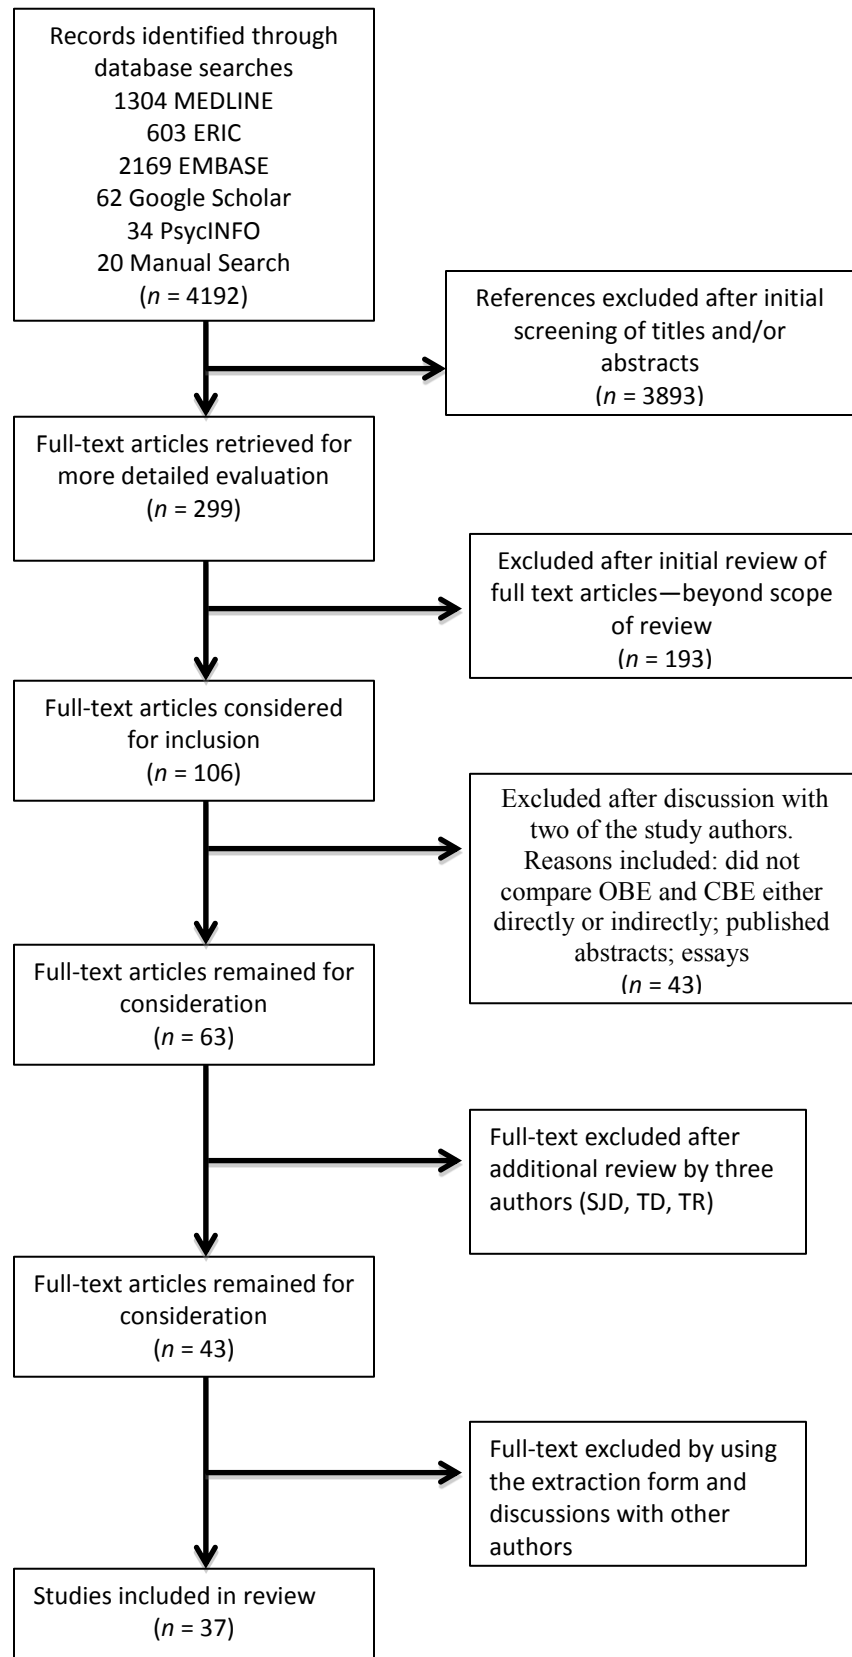 Records identified through
database searches
1304 MEDLINE
603 ERIC
2169 EMBASE
62 Google Scholar
34 PsycINFO
20 Manual Search
(n = 4192)
References excluded after initial
screening of titles and/or
abstracts
(n = 3893)
Full-text articles retrieved for
more detailed evaluation
(n = 299)
Excluded after initial review of
full text articles—beyond scope
of review
(n = 193)
Full-text articles considered
for inclusion
(n = 106)
Excluded after discussion with
two of the study authors.
Reasons included: did not
compare OBE and CBE either
directly or indirectly; published
abstracts; essays
(n = 43)
Full-text articles remained for
consideration
(n = 63)
Full-text excluded after
additional review by three
authors (SJD, TD, TR)
Full-text articles remained for
consideration
(n = 43)
Full-text excluded by using
the extraction form and
discussions with other
authors
Studies included in review
(n = 37)